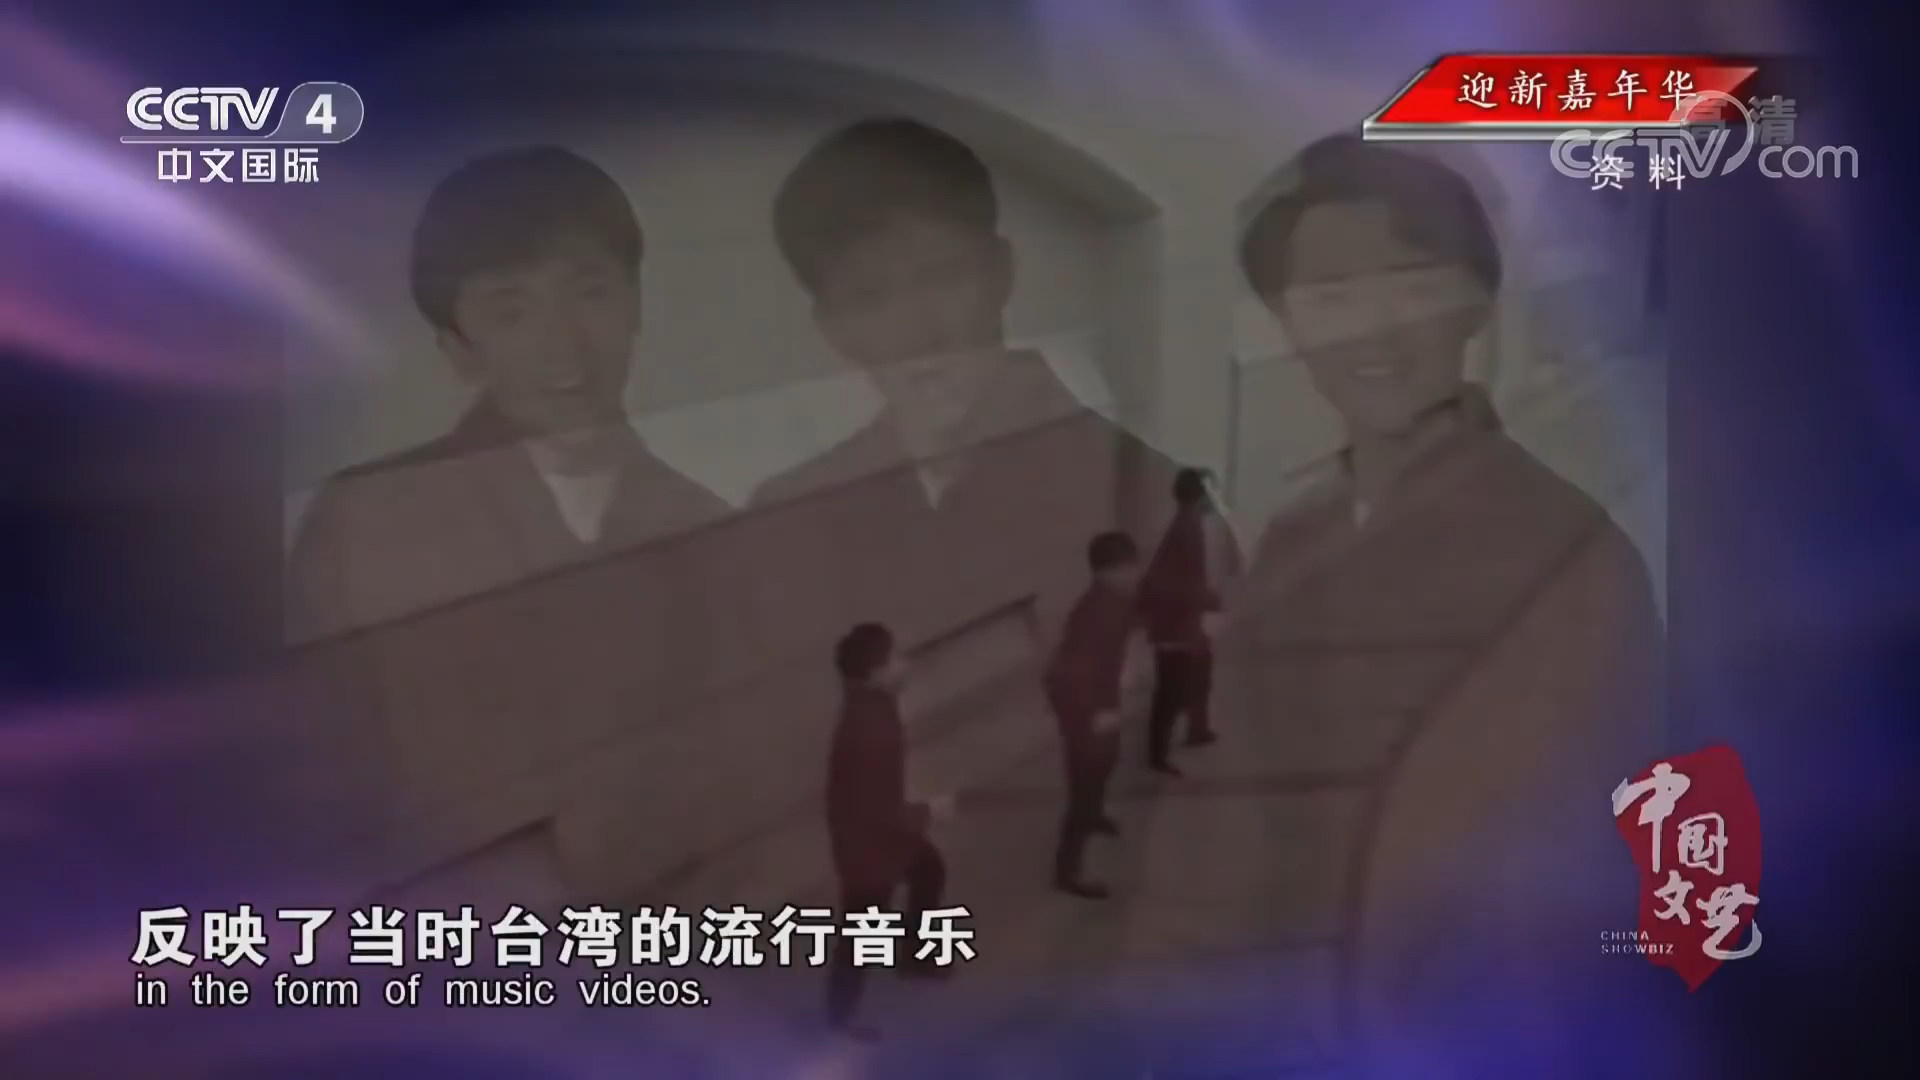 CCTV 4
中文国际
迎新嘉年华
高清
CCTV.com
资料
中国文艺
CHINA
SHOWBIZ
反映了当时台湾的流行音乐
in the form of music videos.